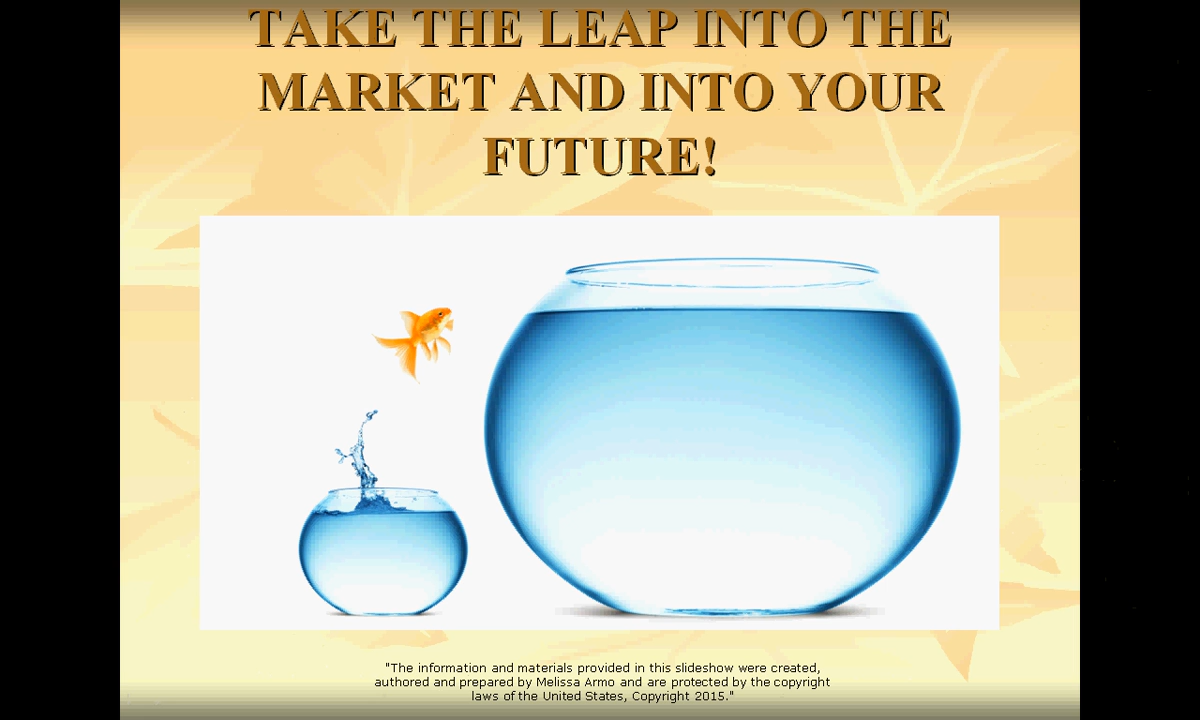 TAKE THE LEAP INTO THE
MARKET AND INTO YOUR
FUTURE!
"The information and materials provided in this slideshow were created,
authored and prepared by Melissa Armo and are protected by the copyright
laws of the United States, Copyright 2015."